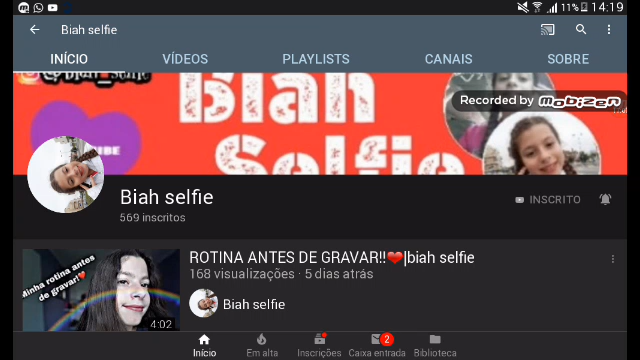 11% 14:19
Biah selfie
INÍCIO VÍDEOS PLAYLISTS CANAIS SOBRE
Biah
Selfie
Recorded by MOBIZEN
Biah selfie
569 inscritos
INSCRITO
Minha rotina antes
de gravar!
4:02
ROTINA ANTES DE GRAVAR!!❤️|biah selfie
168 visualizações · 5 dias atrás
Biah selfie
Início Em alta Inscrições Caixa entrada 2 Biblioteca